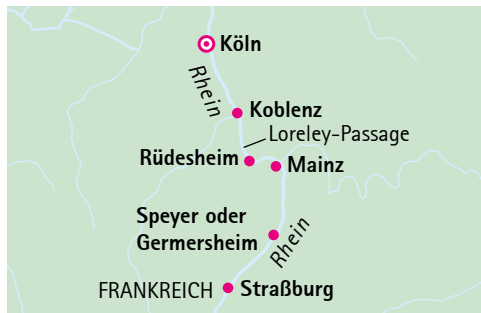 Köln
Rhein
Koblenz
Loreley-Passage
Rüdesheim
Mainz
Speyer oder
Germersheim
Rhein
FRANKREICH
Straßburg